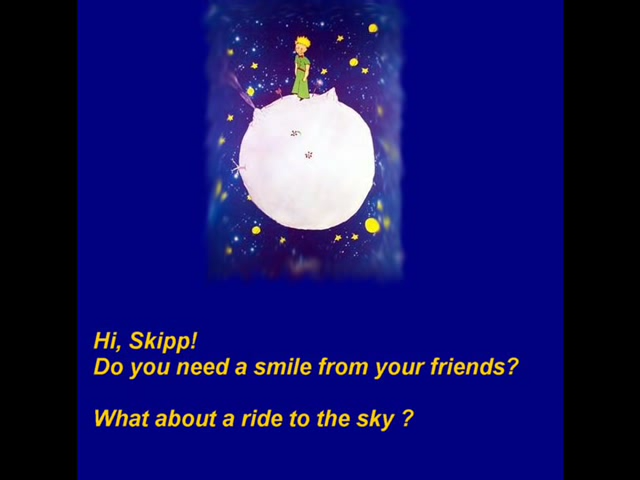 Hi, Skipp!
Do you need a smile from your friends?
What about a ride to the sky ?